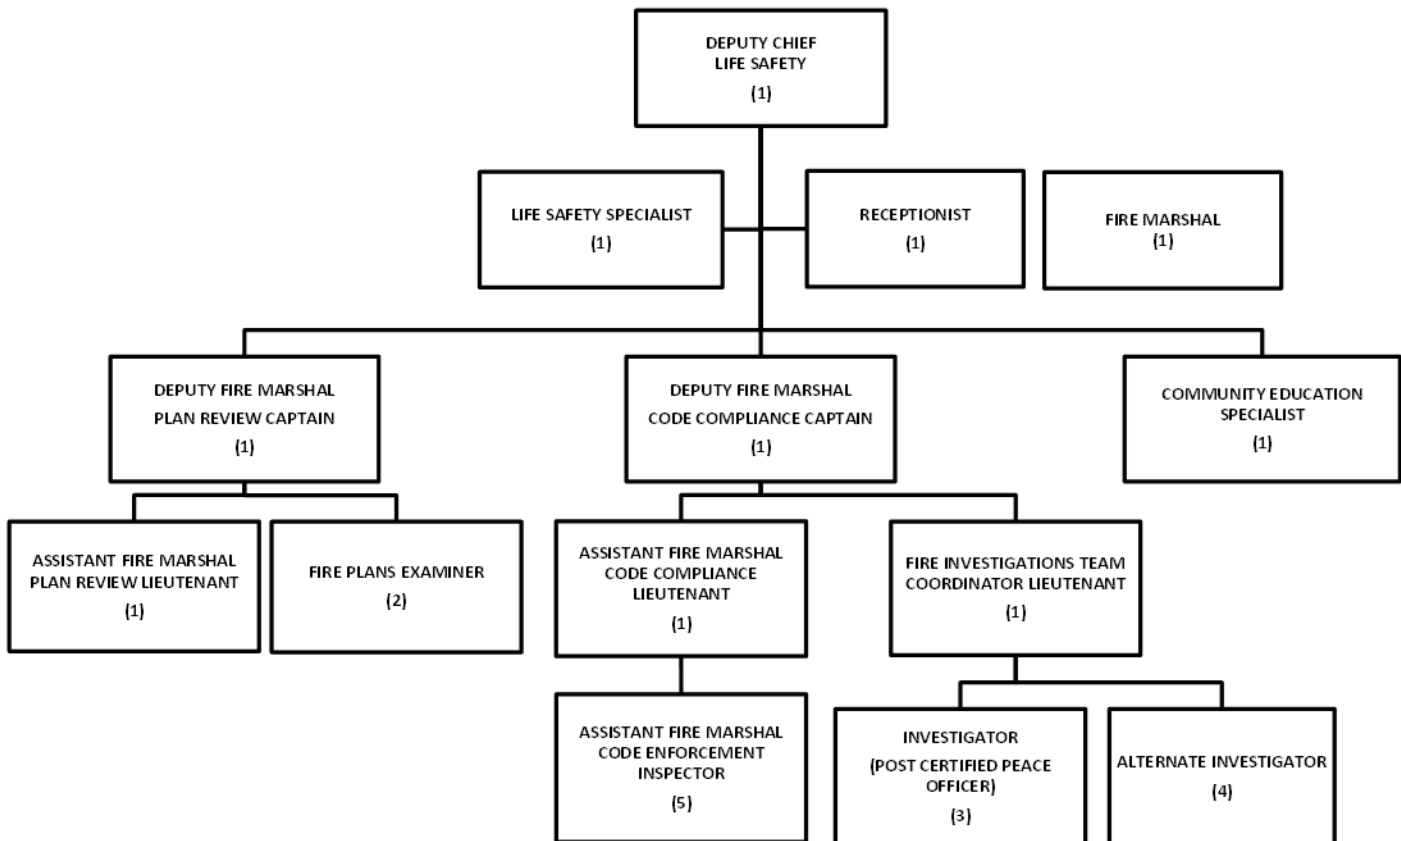 DEPUTY CHIEF
LIFE SAFETY
(1)
LIFE SAFETY SPECIALIST
(1)
RECEPTIONIST
(1)
FIRE MARSHAL
(1)
DEPUTY FIRE MARSHAL
PLAN REVIEW CAPTAIN
(1)
DEPUTY FIRE MARSHAL
CODE COMPLIANCE CAPTAIN
(1)
COMMUNITY EDUCATION
SPECIALIST
(1)
ASSISTANT FIRE MARSHAL
PLAN REVIEW LIEUTENANT
(1)
FIRE PLANS EXAMINER
(2)
ASSISTANT FIRE MARSHAL
CODE COMPLIANCE
LIEUTENANT
(1)
FIRE INVESTIGATIONS TEAM
COORDINATOR LIEUTENANT
(1)
ASSISTANT FIRE MARSHAL
CODE ENFORCEMENT
INSPECTOR
(5)
INVESTIGATOR
(POST CERTIFIED PEACE
OFFICER)
(3)
ALTERNATE INVESTIGATOR
(4)